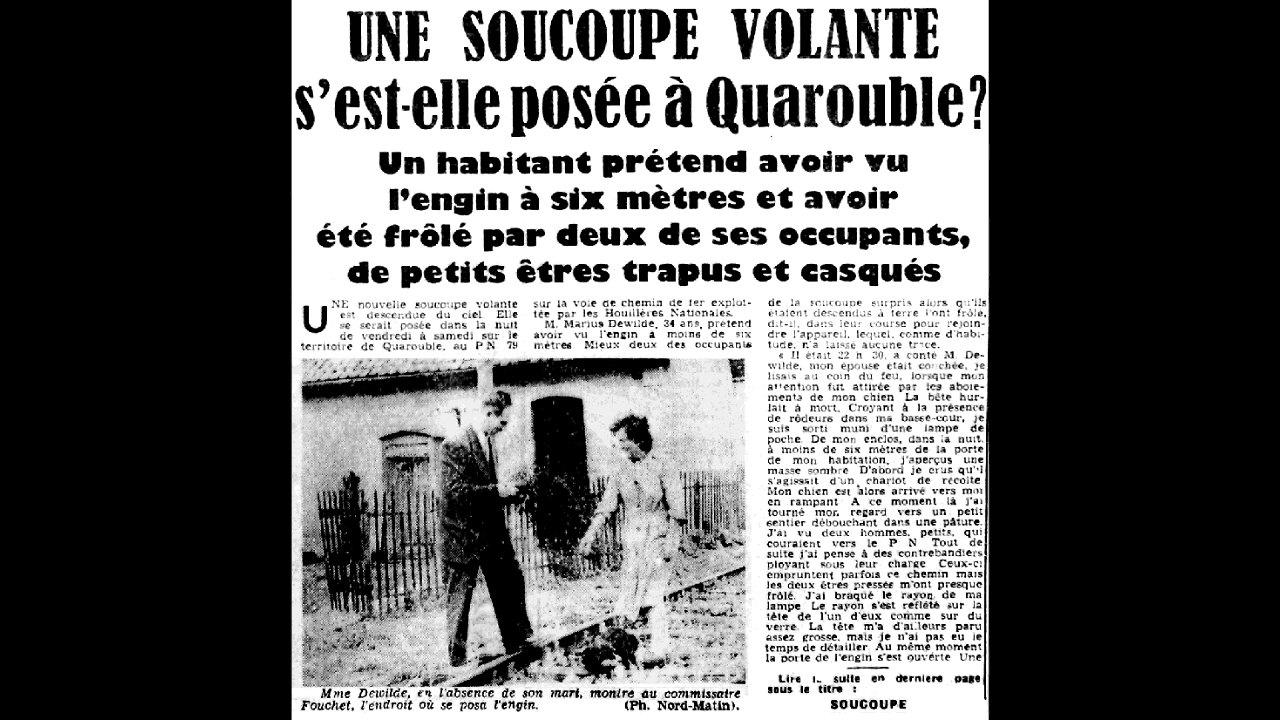 UNE SOUCOUPE VOLANTE
s'est-elle posée à Quarouble?
Un habitant prétend avoir vu
l'engin à six mètres et avoir
été frôlé par deux de ses occupants,
de petits êtres trapus et casqués
UNE nouvelle soucoupe volante
est descendue du ciel Elle
se serait posée dans la nuit
de vendredi à samedi sur le
territoire de Quarouble, au P N 79
sur la voie de chemin de fer exploi-
tée par les Houillères Nationales.
M. Marius Dewilde, 34 ans, prétend
avoir vu l'engin à moins de six
mètres. Mieux deux des occupants
de la soucoupe surpris alors qu'ils
étaient descendus à terre l'ont frôlé,
dit-il, dans leur course pour rejoin-
dre l'appareil, lequel, comme d'habi-
tude, n'a laissé aucune trace.
« Il était 22 h 30, a conté M. De-
wilde, mon épouse était couchée, je
lisais au coin du feu, lorsque mon
attention fut attirée par les aboie-
ments de mon chien La bête hur-
lait à mort. Croyant à la présence
de rôdeurs dans ma basse-cour, je
suis sorti muni d'une lampe de
poche. De mon enclos, dans la nuit,
à moins de six mètres de la porte
de mon habitation, j'aperçus une
masse sombre D'abord je crus qu'il
s'agissait d'un chariot de récolte
Mon chien est alors arrivé vers moi
en rampant A ce moment là j'ai
tourné mon regard vers un petit
sentier débouchant dans une pâture.
J'ai vu deux hommes, petits, qui
couraient vers le P N Tout de
suite j'ai pensé à des contrebandiers
ployant sous leur charge Ceux-ci
empruntent parfois ce chemin mais
les deux êtres pressés m'ont presque
frôlé. J'ai braqué le rayon de ma
lampe Le rayon s'est reflété sur la
tête de l'un d'eux comme sur du
verre. La tête m'a d'ailleurs paru
assez grosse, mais je n'ai pas eu le
temps de détailler. Au même moment
la porte de l'engin s'est ouverte Une
Lire la suite en dernière page
sous le titre :
SOUCOUPE
Mme Dewilde, en l'absence de son mari, montre au commissaire
Fouchet, l'endroit où se posa l'engin. (Ph. Nord-Matin).